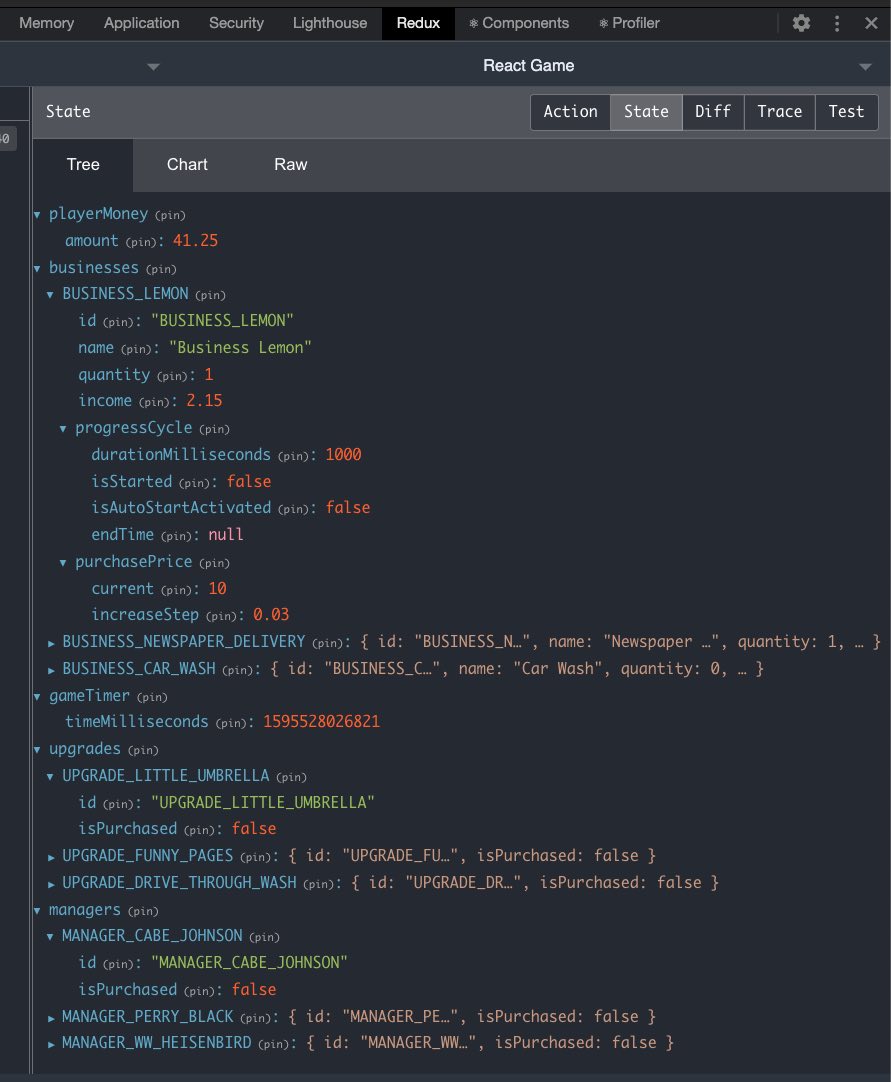 Memory Application Security Lighthouse Redux ⚛ Components ⚛ Profiler
React Game
State Action State Diff Trace Test
Tree Chart Raw
playerMoney (pin)
amount (pin): 41.25
businesses (pin)
BUSINESS_LEMON (pin)
id (pin): "BUSINESS_LEMON"
name (pin): "Business Lemon"
quantity (pin): 1
income (pin): 2.15
progressCycle (pin)
durationMilliseconds (pin): 1000
isStarted (pin): false
isAutoStartActivated (pin): false
endTime (pin): null
purchasePrice (pin)
current (pin): 10
increaseStep (pin): 0.03
BUSINESS_NEWSPAPER_DELIVERY (pin): { id: "BUSINESS_N…", name: "Newspaper …", quantity: 1, … }
BUSINESS_CAR_WASH (pin): { id: "BUSINESS_C…", name: "Car Wash", quantity: 0, … }
gameTimer (pin)
timeMilliseconds (pin): 1595528026821
upgrades (pin)
UPGRADE_LITTLE_UMBRELLA (pin)
id (pin): "UPGRADE_LITTLE_UMBRELLA"
isPurchased (pin): false
UPGRADE_FUNNY_PAGES (pin): { id: "UPGRADE_FU…", isPurchased: false }
UPGRADE_DRIVE_THROUGH_WASH (pin): { id: "UPGRADE_DR…", isPurchased: false }
managers (pin)
MANAGER_CABE_JOHNSON (pin)
id (pin): "MANAGER_CABE_JOHNSON"
isPurchased (pin): false
MANAGER_PERRY_BLACK (pin): { id: "MANAGER_PE…", isPurchased: false }
MANAGER_WW_HEISENBIRD (pin): { id: "MANAGER_WW…", isPurchased: false }